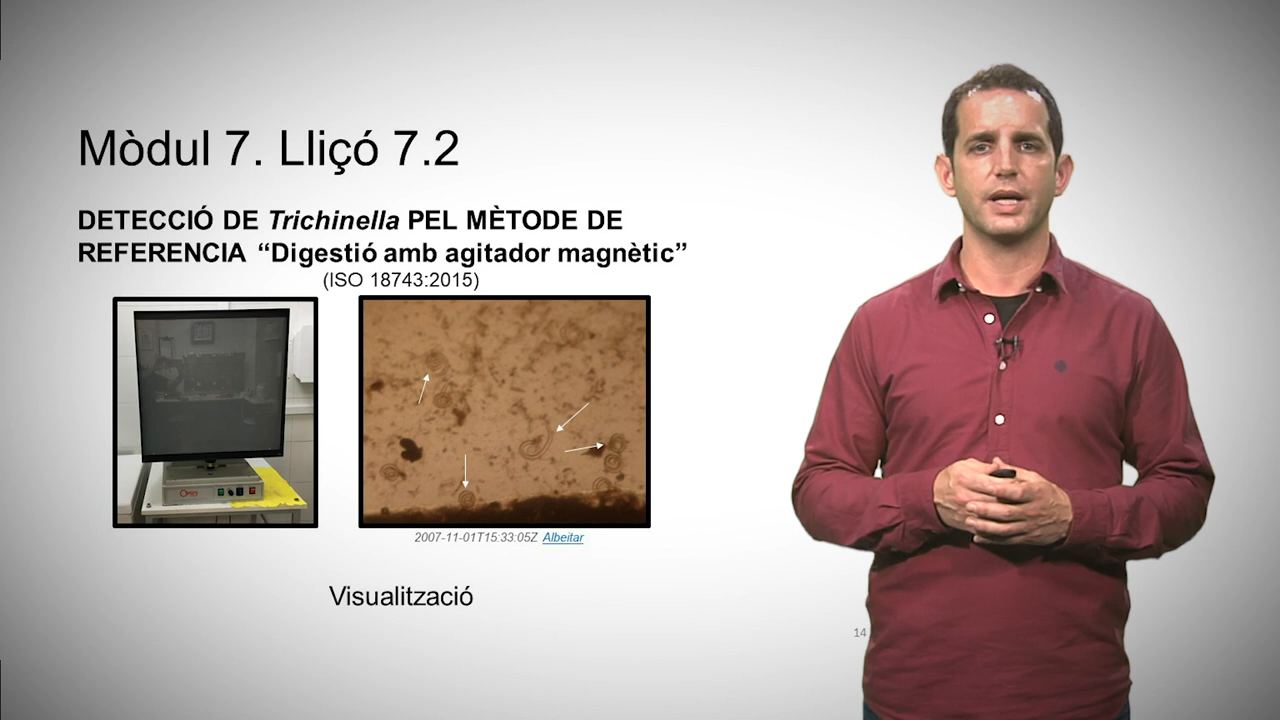 Mòdul 7. Lliçó 7.2
DETECCIÓ DE Trichinella PEL MÈTODE DE
REFERENCIA “Digestió amb agitador magnètic”
(ISO 18743:2015)
2007-11-01T15:33:05Z Albeitar
Visualització
14